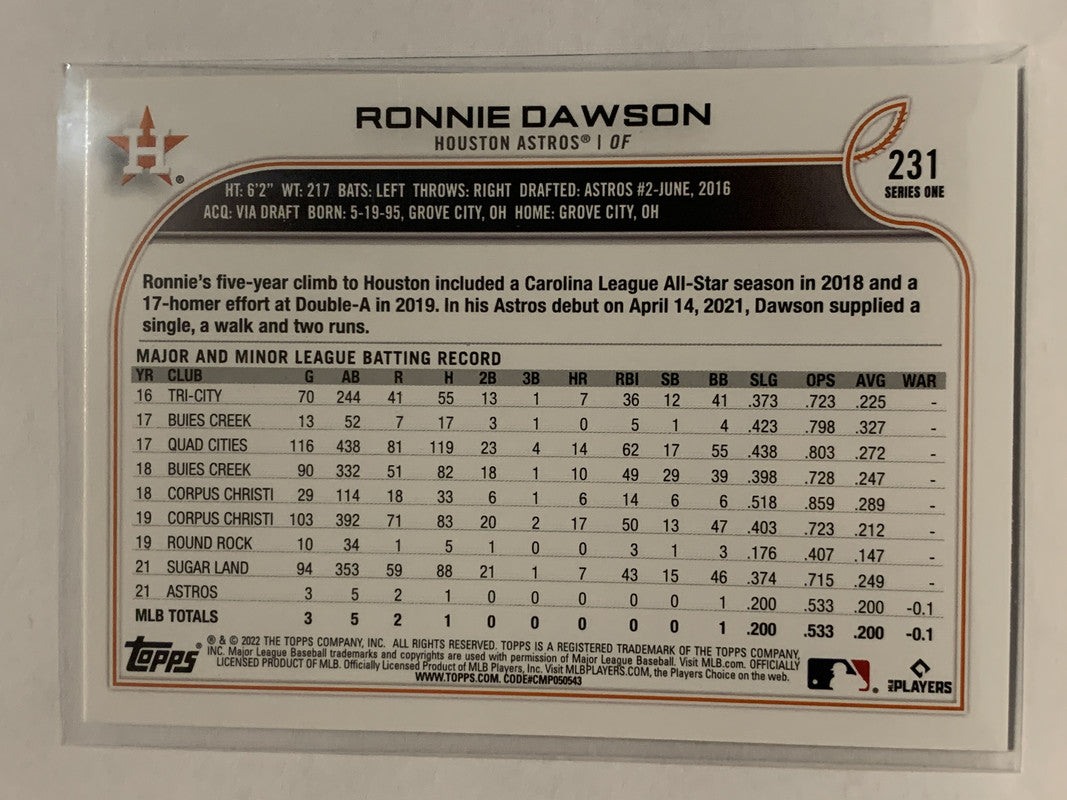 H ®
RONNIE DAWSON
HOUSTON ASTROS® | OF
231
SERIES ONE
HT: 6'2" WT: 217 BATS: LEFT THROWS: RIGHT DRAFTED: ASTROS #2-JUNE, 2016
ACQ: VIA DRAFT BORN: 5-19-95, GROVE CITY, OH HOME: GROVE CITY, OH
Ronnie's five-year climb to Houston included a Carolina League All-Star season in 2018 and a
17-homer effort at Double-A in 2019. In his Astros debut on April 14, 2021, Dawson supplied a
single, a walk and two runs.
MAJOR AND MINOR LEAGUE BATTING RECORD
YR CLUB G AB R H 2B 3B HR RBI SB BB SLG OPS AVG WAR
16 TRI-CITY 70 244 41 55 13 1 7 36 12 41 .373 .723 .225 -
17 BUIES CREEK 13 52 7 17 3 1 0 5 1 4 .423 .798 .327 -
17 QUAD CITIES 116 438 81 119 23 4 14 62 17 55 .438 .803 .272 -
18 BUIES CREEK 90 332 51 82 18 1 10 49 29 39 .398 .728 .247 -
18 CORPUS CHRISTI 29 114 18 33 6 1 6 14 6 6 .518 .859 .289 -
19 CORPUS CHRISTI 103 392 71 83 20 2 17 50 13 47 .403 .723 .212 -
19 ROUND ROCK 10 34 1 5 1 0 0 3 1 3 .176 .407 .147 -
21 SUGAR LAND 94 353 59 88 21 1 7 43 15 46 .374 .715 .249 -
21 ASTROS 3 5 2 1 0 0 0 0 0 1 .200 .533 .200 -0.1
MLB TOTALS 3 5 2 1 0 0 0 0 0 1 .200 .533 .200 -0.1
Topps®
® & © 2022 THE TOPPS COMPANY, INC. ALL RIGHTS RESERVED. TOPPS IS A REGISTERED TRADEMARK OF THE TOPPS COMPANY,
INC. Major League Baseball trademarks and copyrights are used with permission of Major League Baseball. Visit MLB.com. OFFICIALLY
LICENSED PRODUCT OF MLB. Officially Licensed Product of MLB Players, Inc. Visit MLBPLAYERS.COM, the Players Choice on the web.
WWW.TOPPS.COM. CODE#CMP050543
MLB PLAYERS